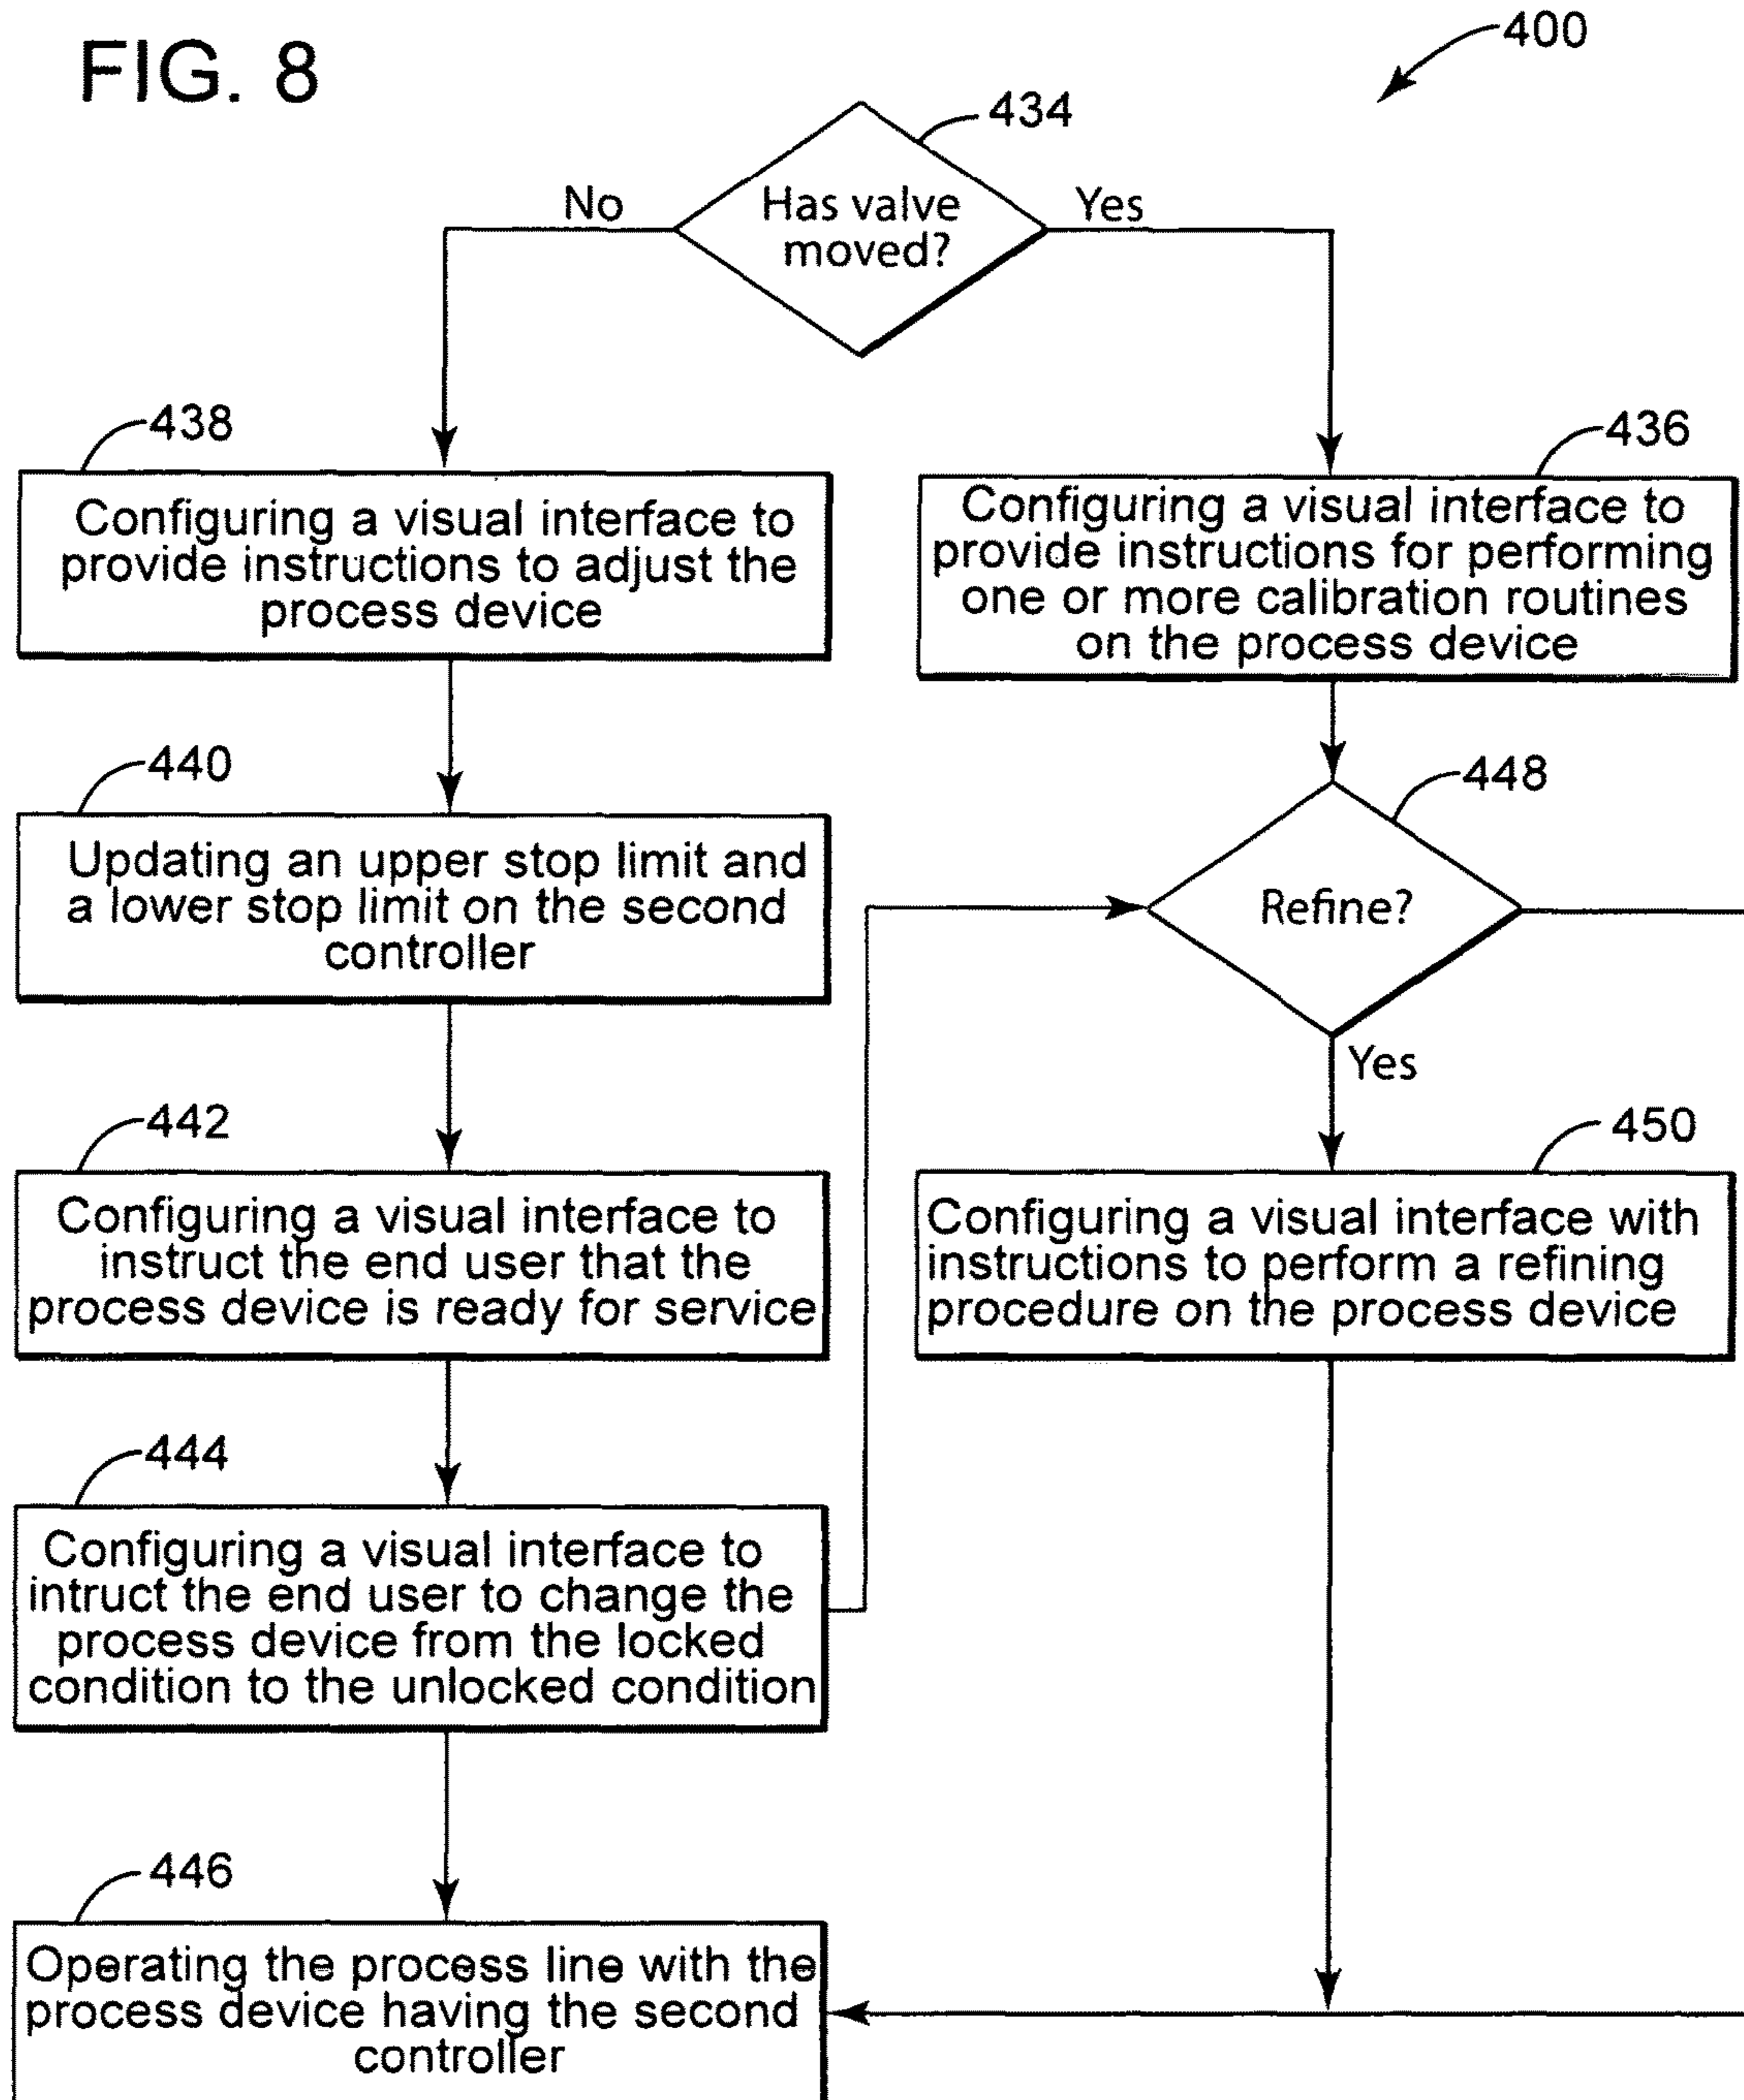 FIG. 8
400
434
No
Has valve
moved?
Yes
438
Configuring a visual interface to
provide instructions to adjust the
process device
436
Configuring a visual interface to
provide instructions for performing
one or more calibration routines
on the process device
440
Updating an upper stop limit and
a lower stop limit on the second
controller
448
Refine?
Yes
442
Configuring a visual interface to
instruct the end user that the
process device is ready for service
450
Configuring a visual interface with
instructions to perform a refining
procedure on the process device
444
Configuring a visual interface to
intruct the end user to change the
process device from the locked
condition to the unlocked condition
446
Operating the process line with the
process device having the second
controller